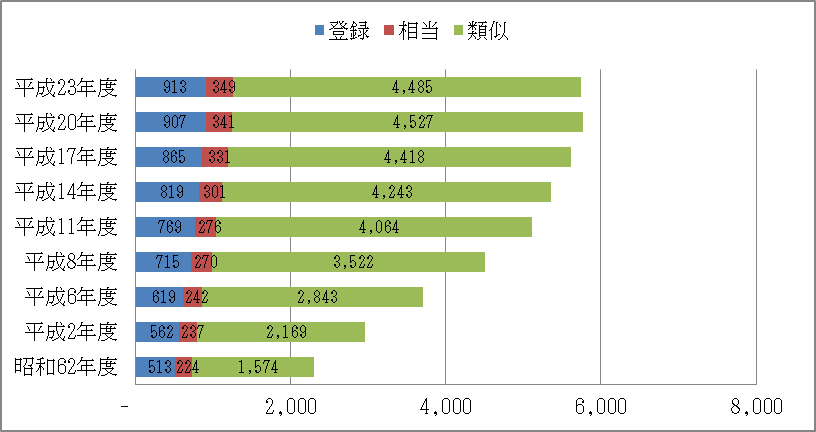 登録 相当 類似
平成23年度 913 349 4,485
平成20年度 907 341 4,527
平成17年度 865 331 4,418
平成14年度 819 301 4,243
平成11年度 769 276 4,064
平成8年度 715 270 3,522
平成6年度 619 242 2,843
平成2年度 562 237 2,169
昭和62年度 513 224 1,574
- 2,000 4,000 6,000 8,000